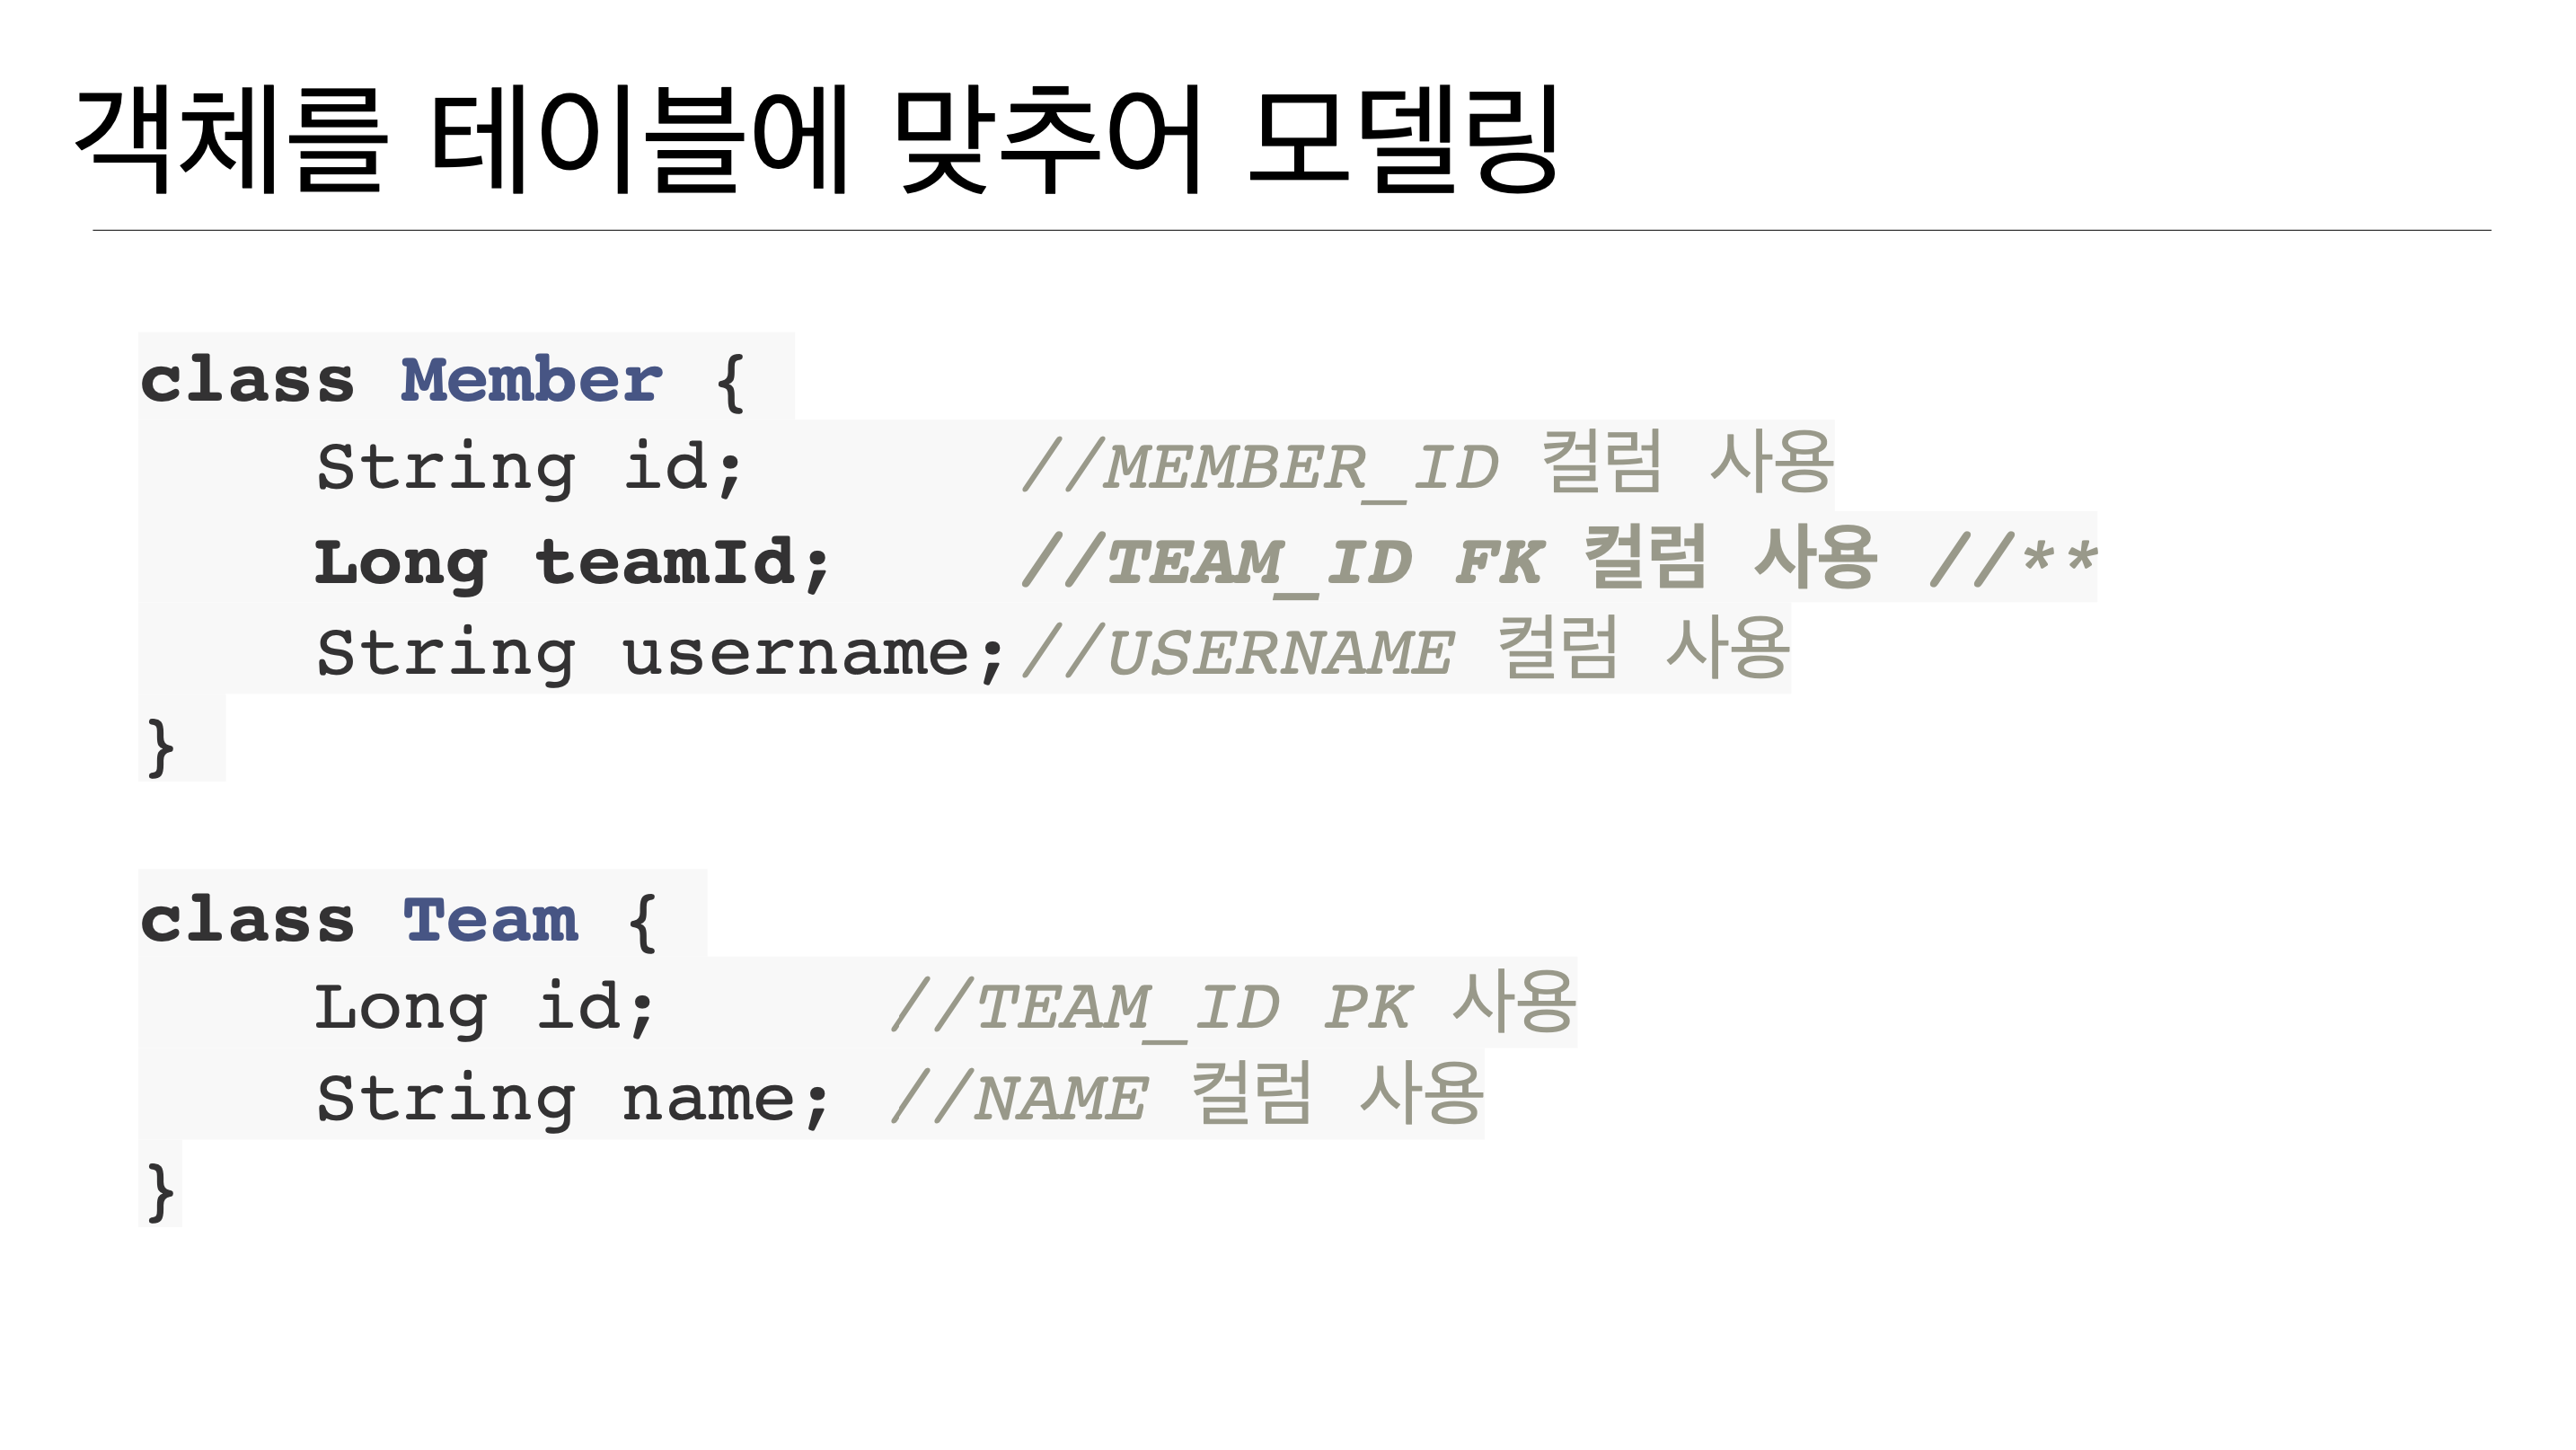 객체를 테이블에 맞추어 모델링
class Member {
String id; //MEMBER_ID 컬럼 사용
Long teamId; //TEAM_ID FK 컬럼 사용 //**
String username;//USERNAME 컬럼 사용
}
class Team {
Long id; //TEAM_ID PK 사용
String name; //NAME 컬럼 사용
}